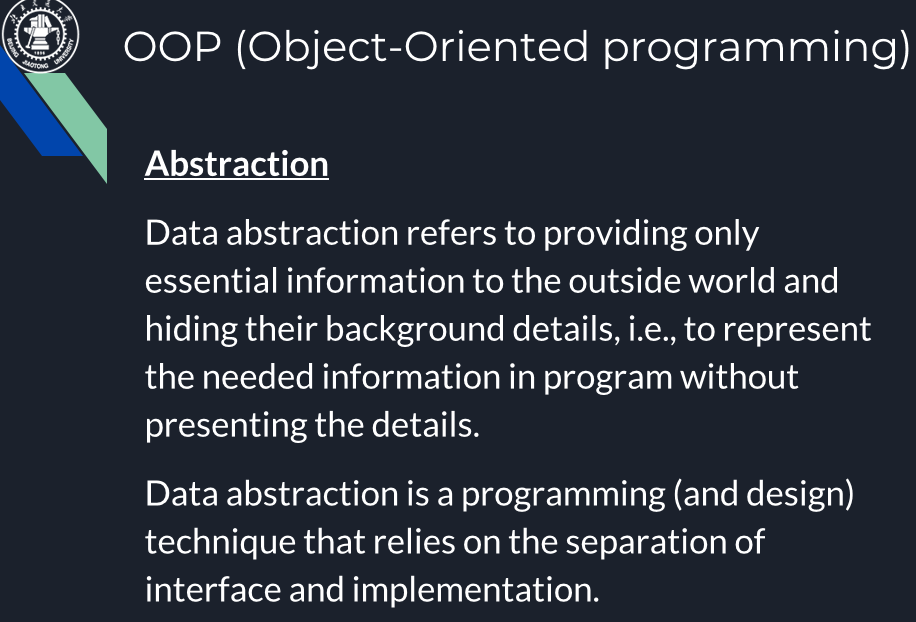 OOP (Object-Oriented programming)
BEIJING JIAOTONG UNIVERSITY
Abstraction
Data abstraction refers to providing only
essential information to the outside world and
hiding their background details, i.e., to represent
the needed information in program without
presenting the details.
Data abstraction is a programming (and design)
technique that relies on the separation of
interface and implementation.